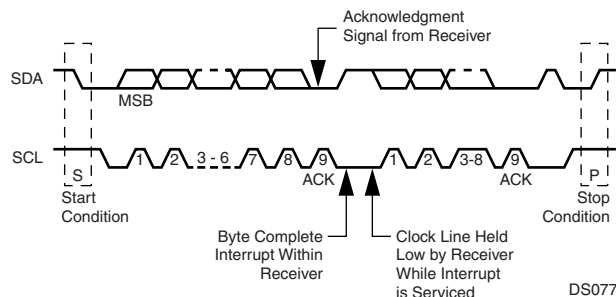 Acknowledgment
Signal from Receiver
SDA
MSB
SCL
S
1
2
3 - 6
7
8
9
1
2
3-8
9
P
ACK
ACK
Start
Condition
Stop
Condition
Byte Complete
Interrupt Within
Receiver
Clock Line Held
Low by Receiver
While Interrupt
is Serviced
DS077